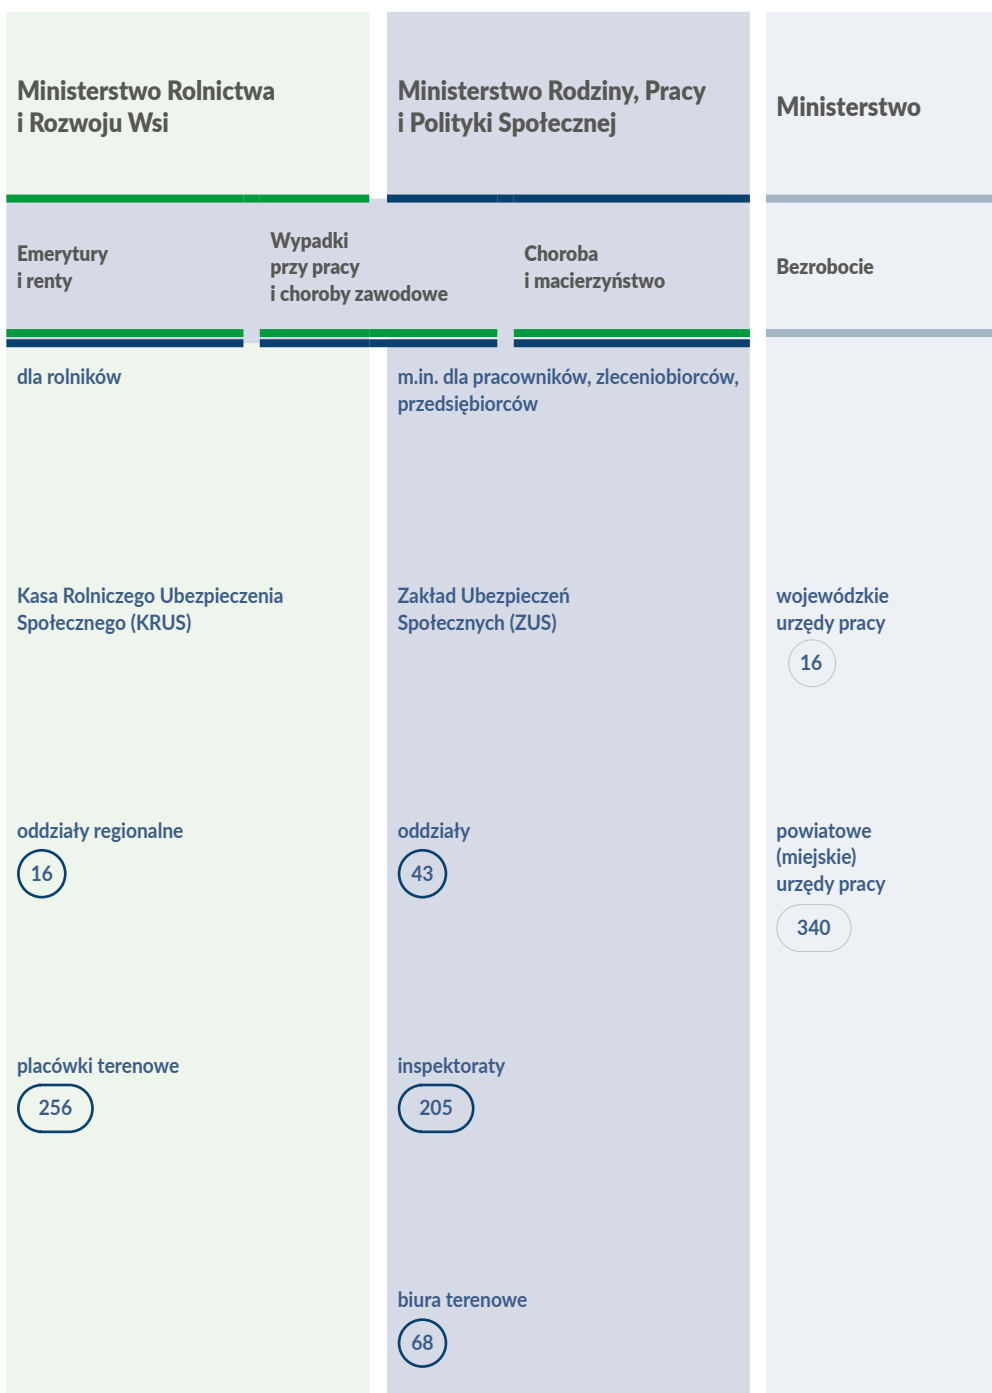 Ministerstwo Rolnictwa
i Rozwoju Wsi
Ministerstwo Rodziny, Pracy
i Polityki Społecznej
Ministerstwo
Emerytury
i renty
Wypadki
przy pracy
i choroby zawodowe
Choroba
i macierzyństwo
Bezrobocie
dla rolników
m.in. dla pracowników, zleceniobiorców,
przedsiębiorców
Kasa Rolniczego Ubezpieczenia
Społecznego (KRUS)
Zakład Ubezpieczeń
Społecznych (ZUS)
wojewódzkie
urzędy pracy
16
oddziały regionalne
16
oddziały
43
powiatowe
(miejskie)
urzędy pracy
340
placówki terenowe
256
inspektoraty
205
biura terenowe
68